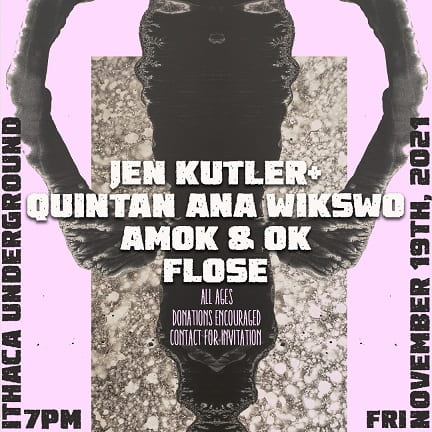 JEN KUTLER+
QUINTAN ANA WIKSWO
AMOK & OK
FLOSE
ALL AGES
DONATIONS ENCOURAGED
CONTACT FOR INVITATION
ITHACA UNDERGROUND
7PM
FRI
NOVEMBER 19TH, 2021